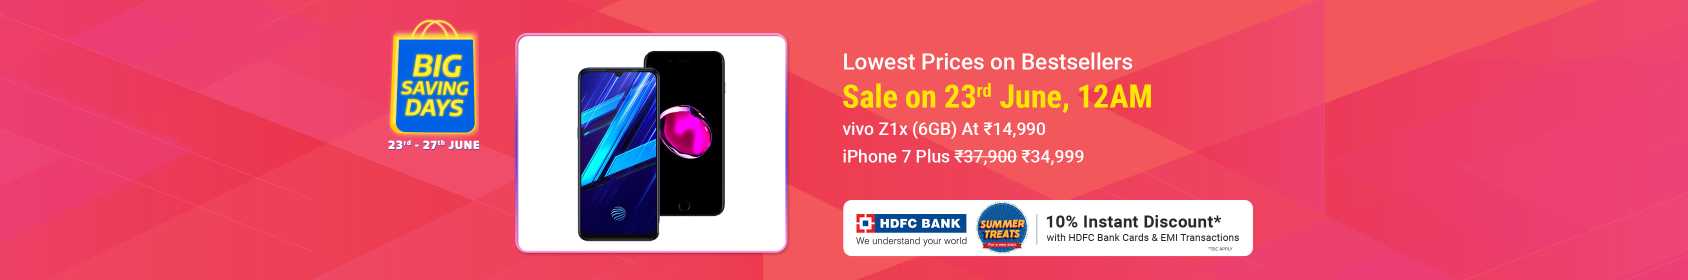 BIG
SAVING
DAYS
23rd - 27th JUNE
Lowest Prices on Bestsellers
Sale on 23rd June, 12AM
vivo Z1x (6GB) At ₹14,990
iPhone 7 Plus ₹37,900 ₹34,999
HDFC BANK
We understand your world
SUMMER
TREATS
10% Instant Discount*
with HDFC Bank Cards & EMI Transactions
*T&C APPLY